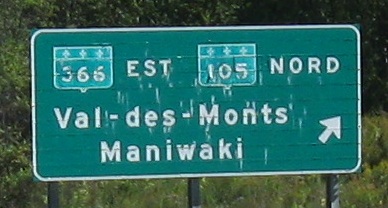 366 EST 105 NORD
Val-des-Monts
Maniwaki